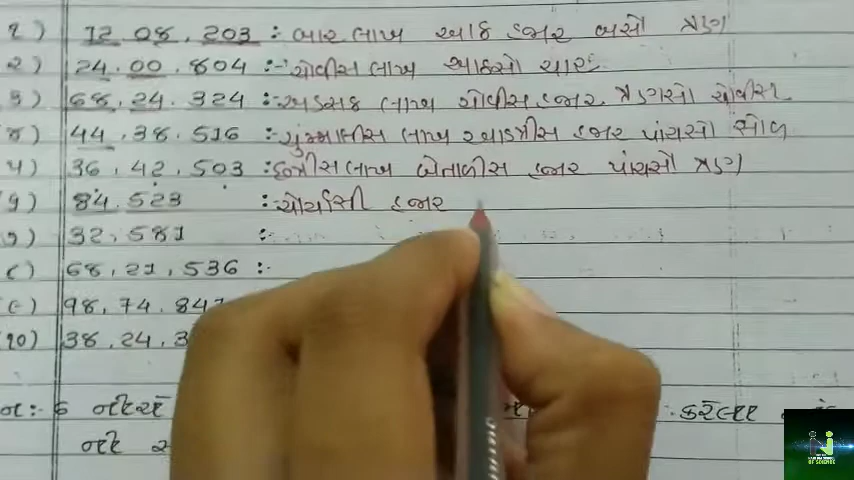 ૧) 12.08,203 : બાર લાખ આઠ હજાર બસો ત્રણ
૨) 24.00.804 :- ચોવીસ લાખ આઠસો ચાર
૩) 68,24.324 :- અડસઠ લાખ ચોવીસ હજાર ત્રણસો ચોવીસ
૪) 44.38.516 : ચુંમ્માલીસ લાખ આડત્રીસ હજાર પાંચસો સોળ
૫) 36,42,503 : છત્રીસ લાખ બેતાળીસ હજાર પાંચસો ત્રણ
૬) 84.523 :- ચોર્યાસી હજાર
૭) 32,581 :-
૮) 68,21,536 :-
૯) 98,74.841
૧૦) 38,24,3
ન:- 6